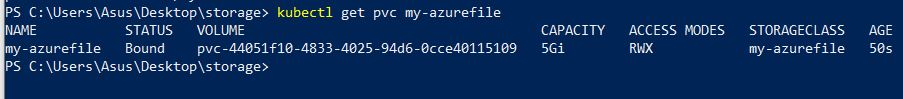 PS C:\Users\Asus\Desktop\storage> kubectl get pvc my-azurefile
NAME STATUS VOLUME CAPACITY ACCESS MODES STORAGECLASS AGE
my-azurefile Bound pvc-44051f10-4833-4025-94d6-0cce40115109 5Gi RWX my-azurefile 50s
PS C:\Users\Asus\Desktop\storage>